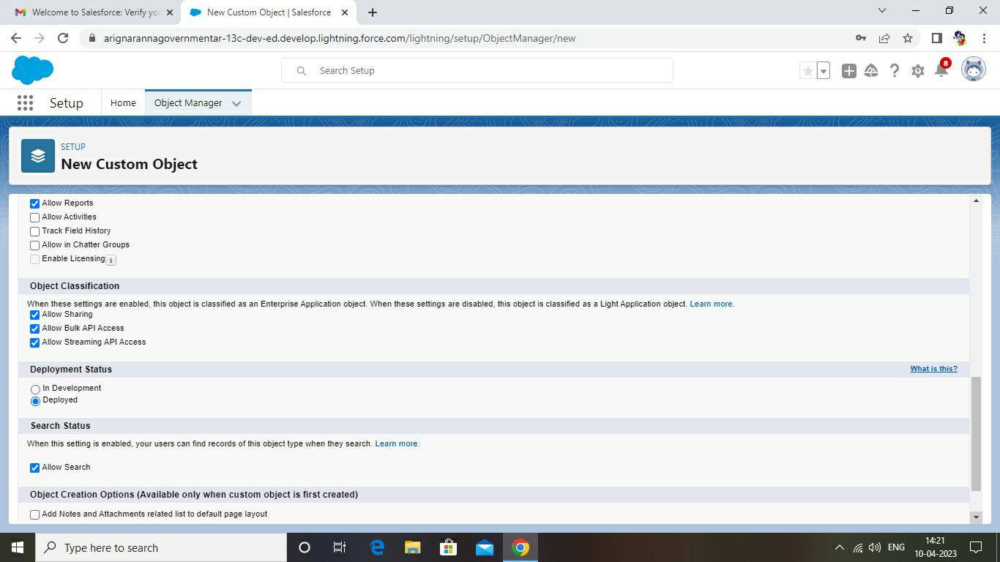 Welcome to Salesforce: Verify yo
New Custom Object | Salesforce
arignarannagovernmentar-13c-dev-ed.develop.lightning.force.com/lightning/setup/ObjectManager/new
Search Setup
8
Setup
Home
Object Manager
SETUP
New Custom Object
Allow Reports
Allow Activities
Track Field History
Allow in Chatter Groups
Enable Licensing i
Object Classification
When these settings are enabled, this object is classified as an Enterprise Application object. When these settings are disabled, this object is classified as a Light Application object. Learn more.
Allow Sharing
Allow Bulk API Access
Allow Streaming API Access
Deployment Status
What is this?
In Development
Deployed
Search Status
When this setting is enabled, your users can find records of this object type when they search. Learn more.
Allow Search
Object Creation Options (Available only when custom object is first created)
Add Notes and Attachments related list to default page layout
Type here to search
ENG
14:21
10-04-2023